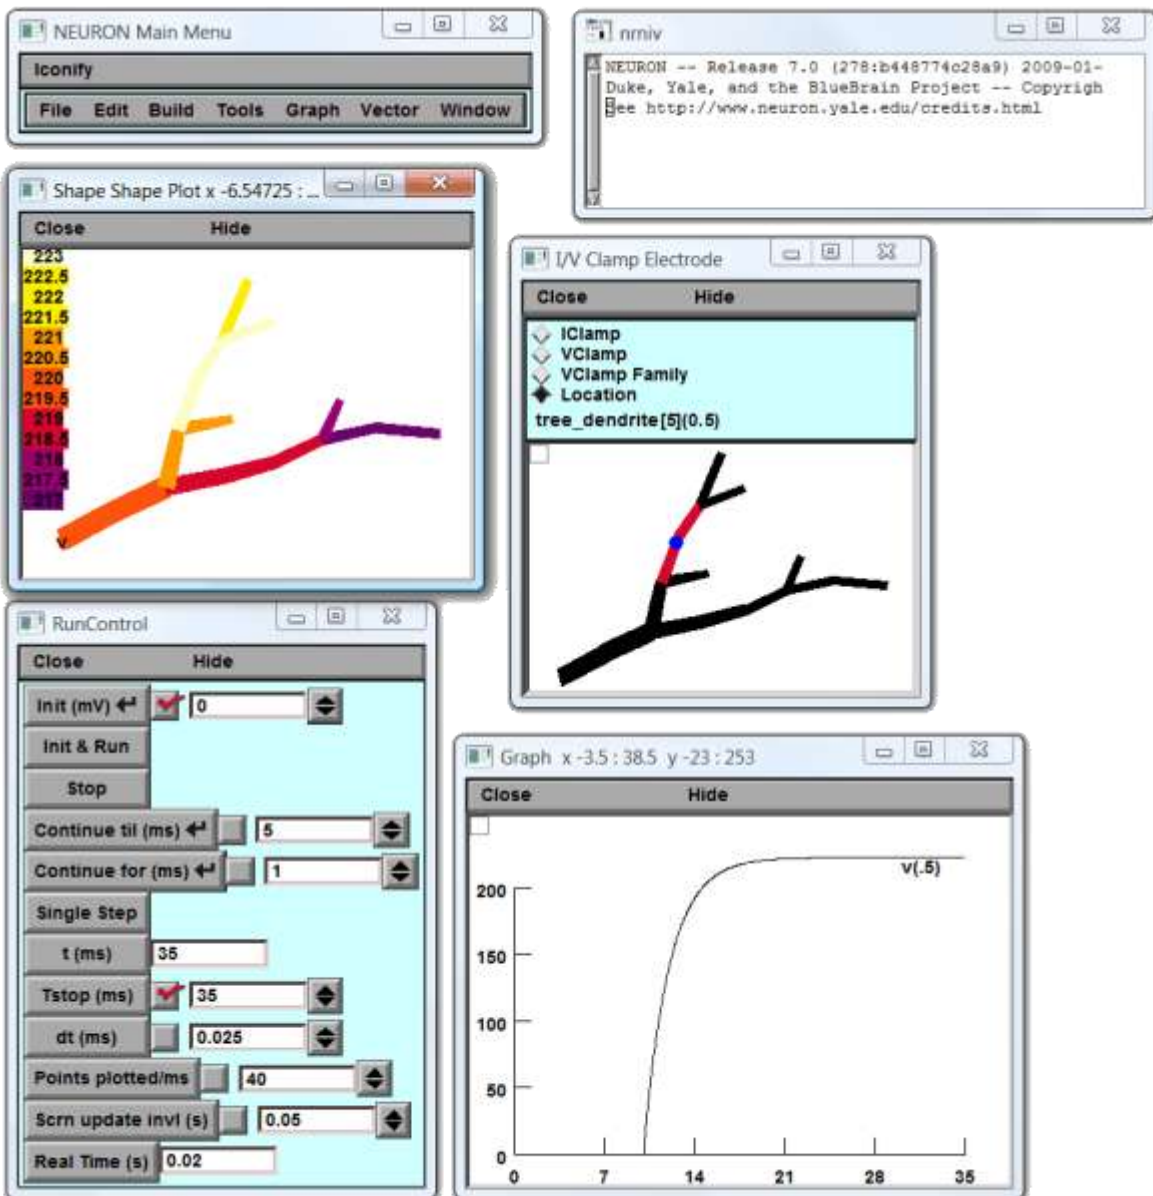 NEURON Main Menu
Iconify
File Edit Build Tools Graph Vector Window
nrniv
NEURON -- Release 7.0 (278:b448774c28a9) 2009-01-
Duke, Yale, and the BlueBrain Project -- Copyrigh
See http://www.neuron.yale.edu/credits.html
Shape Shape Plot x -6.54725 : ...
Close Hide
223
222.5
222
221.5
221
220.5
220
219.5
219
218.5
218
217.5
217
v
I/V Clamp Electrode
Close Hide
IClamp
VClamp
VClamp Family
Location
tree_dendrite[5](0.5)
RunControl
Close Hide
Init (mV) 0
Init & Run
Stop
Continue til (ms) 5
Continue for (ms) 1
Single Step
t (ms) 35
Tstop (ms) 35
dt (ms) 0.025
Points plotted/ms 40
Scrn update invl (s) 0.05
Real Time (s) 0.02
Graph x -3.5 : 38.5 y -23 : 253
Close Hide
v(.5)
200
150
100
50
0
0 7 14 21 28 35